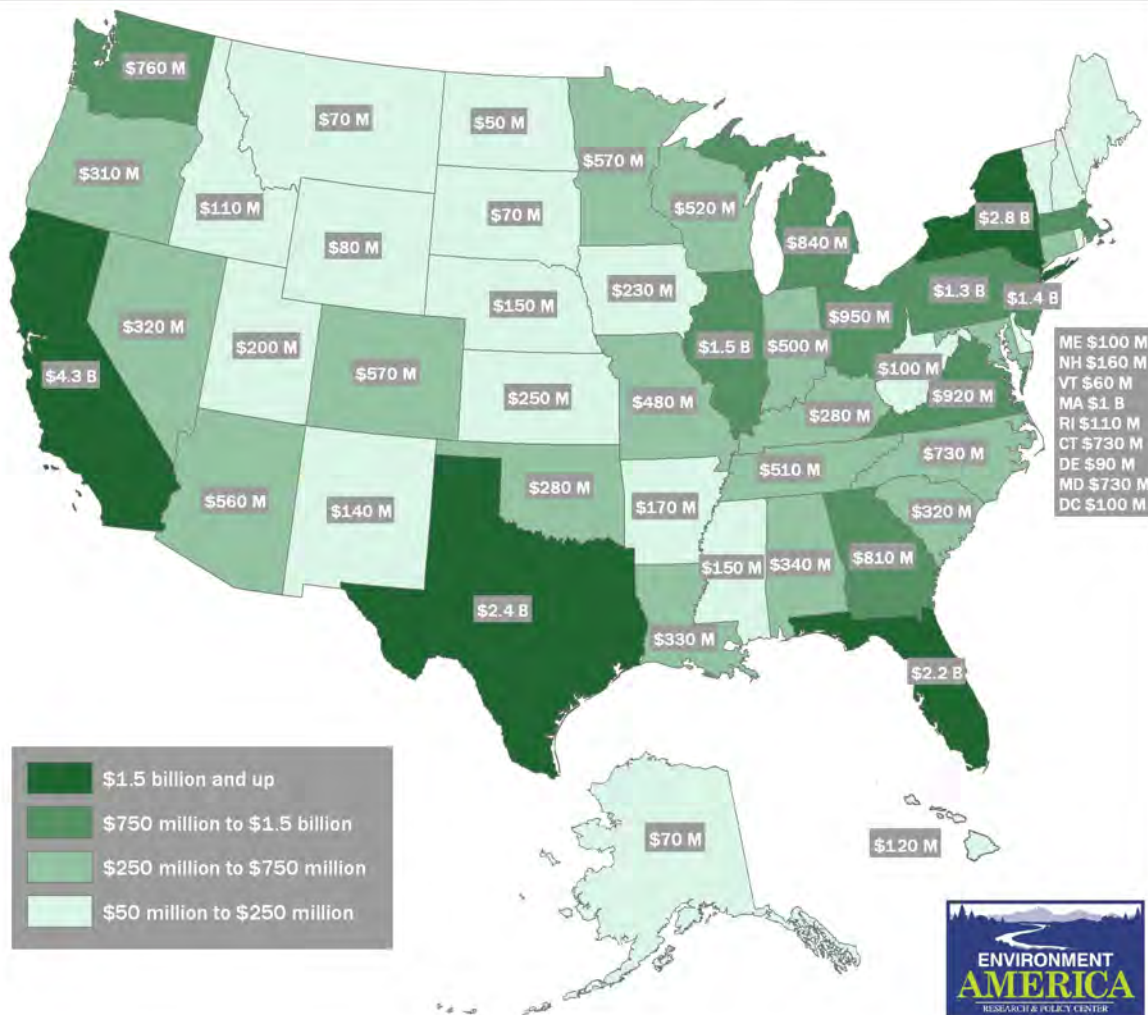 $760 M
$70 M
$50 M
$570 M
$310 M
$110 M
$70 M
$520 M
$2.8 B
$80 M
$840 M
$230 M
$1.3 B
$1.4 B
$150 M
$950 M
$320 M
$200 M
$1.5 B
$500 M
$100 M
$4.3 B
$570 M
$250 M
$480 M
$920 M
$280 M
$730 M
$510 M
$560 M
$280 M
$140 M
$170 M
$320 M
$150 M
$340 M
$810 M
$2.4 B
$330 M
$2.2 B
ME $100 M
NH $160 M
VT $60 M
MA $1 B
RI $110 M
CT $730 M
DE $90 M
MD $730 M
DC $100 M
$1.5 billion and up
$750 million to $1.5 billion
$250 million to $750 million
$50 million to $250 million
$70 M
$120 M
ENVIRONMENT
AMERICA
RESEARCH & POLICY CENTER